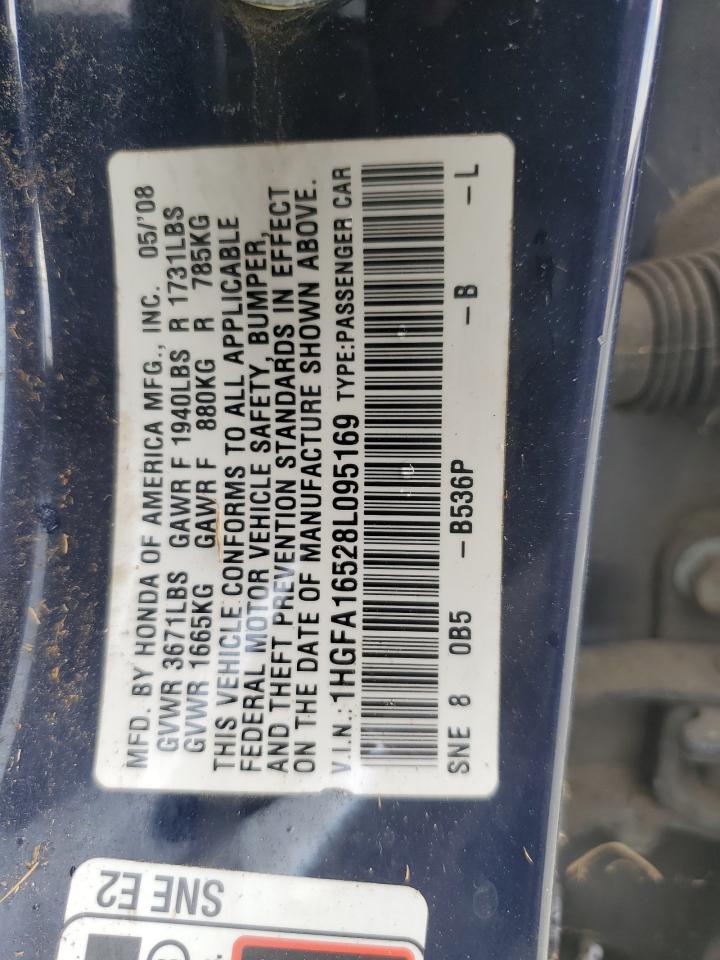 MFD. BY HONDA OF AMERICA MFG., INC. 05/'08
GVWR 3671LBS GAWR F 1940LBS R 1731LBS
GVWR 1665KG GAWR F 880KG R 785KG
THIS VEHICLE CONFORMS TO ALL APPLICABLE
FEDERAL MOTOR VEHICLE SAFETY, BUMPER,
AND THEFT PREVENTION STANDARDS IN EFFECT
ON THE DATE OF MANUFACTURE SHOWN ABOVE.
V.I.N.: 1HGFA16528L095169 TYPE:PASSENGER CAR
SNE 8 0B5 - B536P - B - L
SNE E2